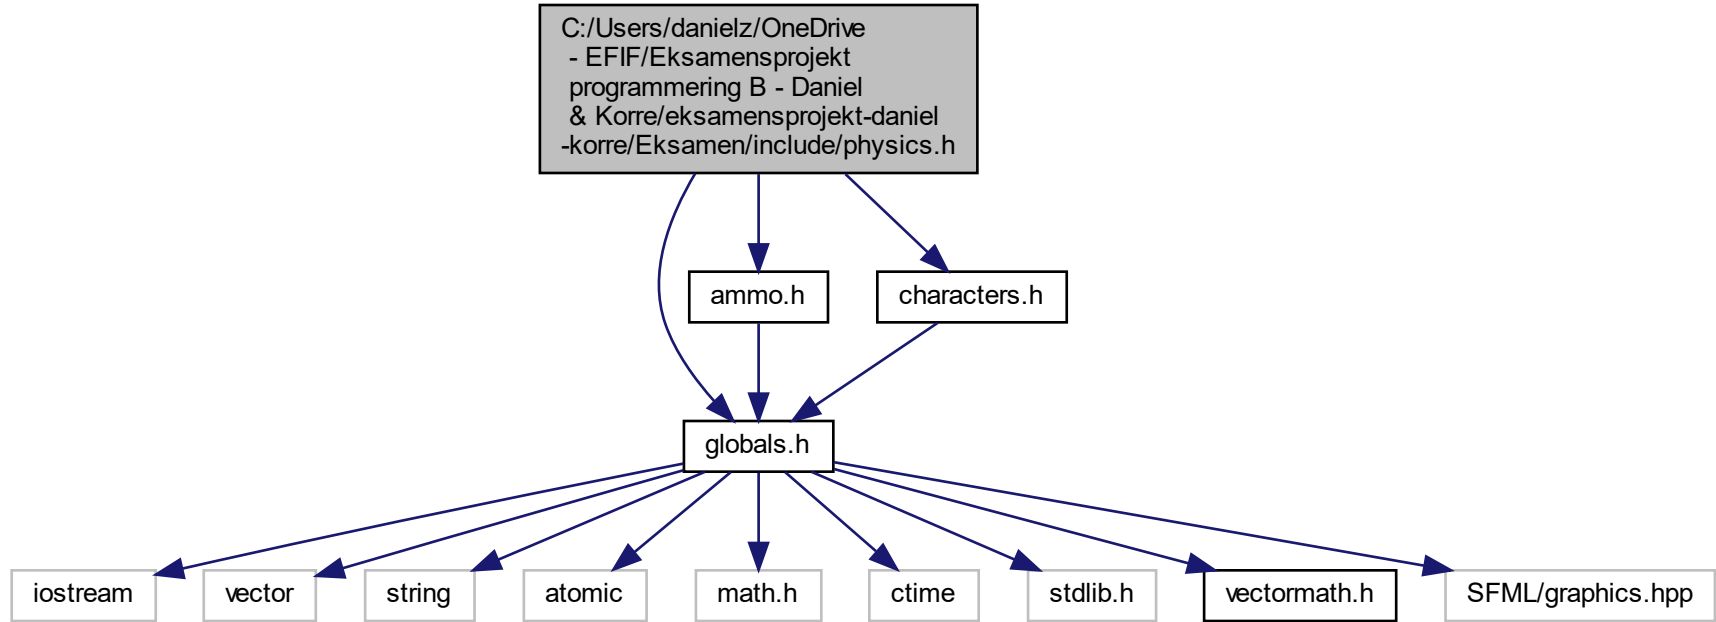 C:/Users/danielz/OneDrive
- EFIF/Eksamensprojekt
programmering B - Daniel
& Korre/eksamensprojekt-daniel
-korre/Eksamen/include/physics.h
ammo.h
characters.h
globals.h
iostream
vector
string
atomic
math.h
ctime
stdlib.h
vectormath.h
SFML/graphics.hpp